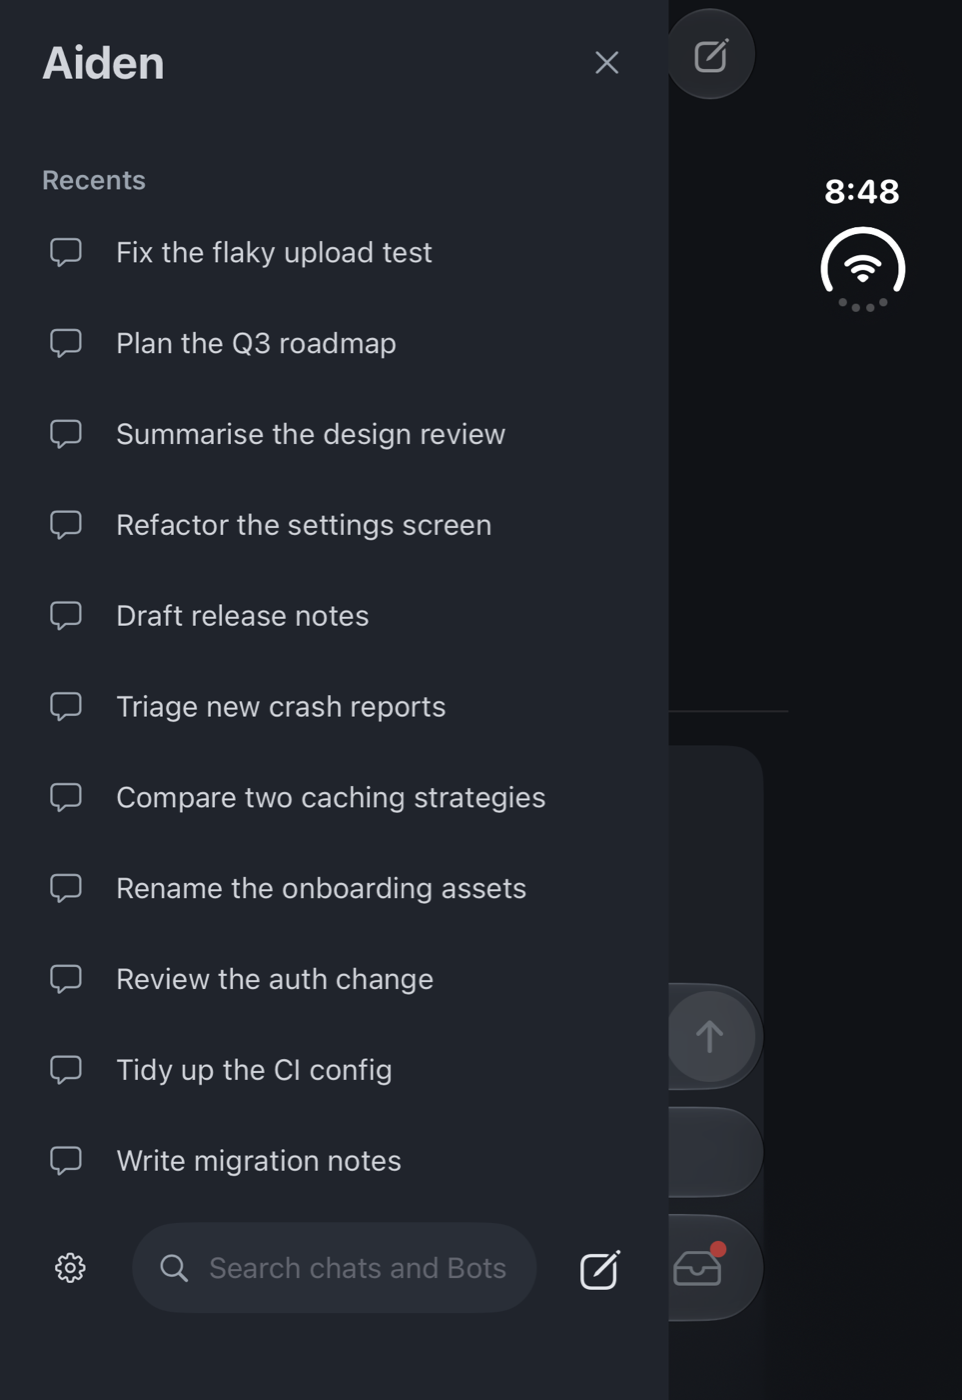 Aiden
Recents
8:48
Fix the flaky upload test
Plan the Q3 roadmap
Summarise the design review
Refactor the settings screen
Draft release notes
Triage new crash reports
Compare two caching strategies
Rename the onboarding assets
Review the auth change
Tidy up the CI config
Write migration notes
Search chats and Bots